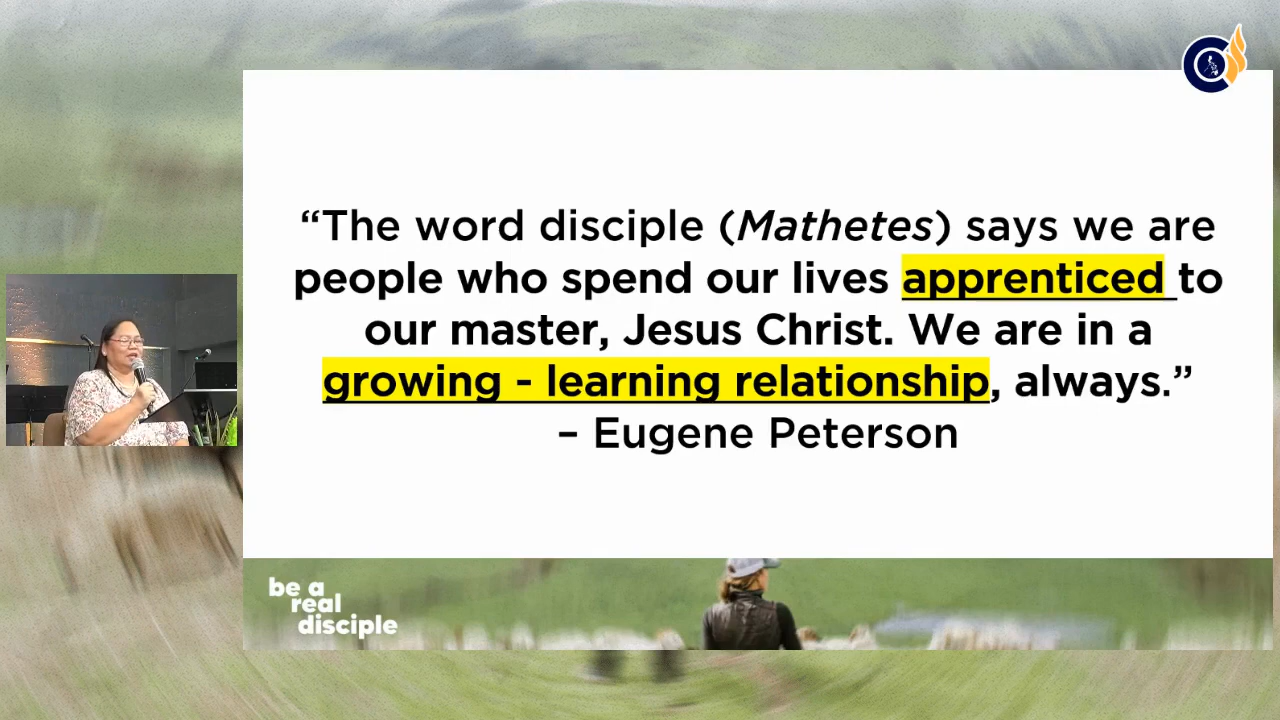 “The word disciple (Mathetes) says we are
people who spend our lives apprenticed to
our master, Jesus Christ. We are in a
growing - learning relationship, always.”
– Eugene Peterson
be a
real
disciple